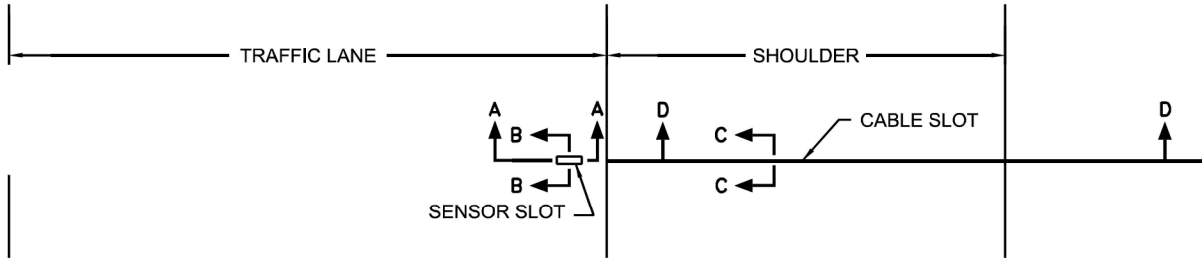 TRAFFIC LANE
SHOULDER
A
A
D
D
B
C
CABLE SLOT
B
C
SENSOR SLOT